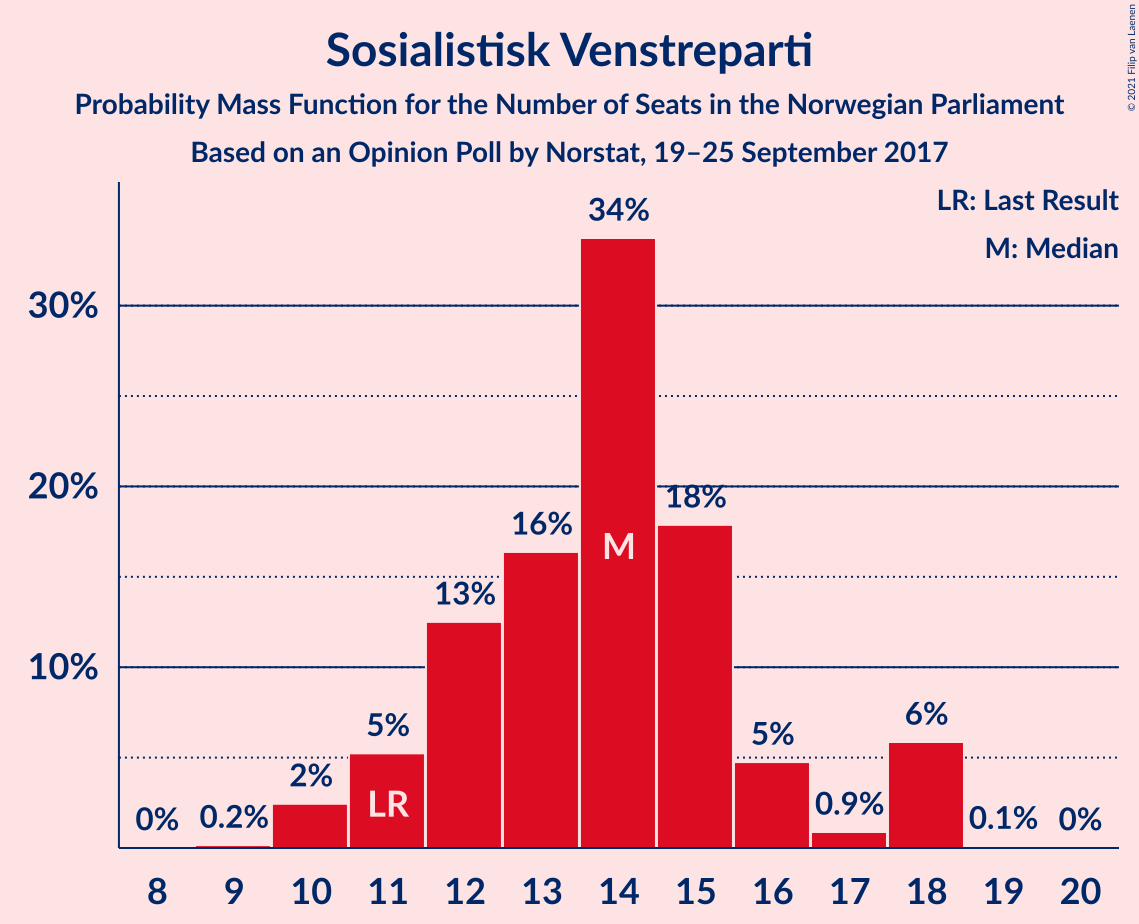 Sosialistisk Venstreparti
Probability Mass Function for the Number of Seats in the Norwegian Parliament
Based on an Opinion Poll by Norstat, 19–25 September 2017
© 2021 Filip van Laenen
LR: Last Result
M: Median
30%
20%
10%
0%
0.2%
2%
5%
13%
16%
34%
18%
5%
0.9%
6%
0.1%
0%
LR
M
8 9 10 11 12 13 14 15 16 17 18 19 20